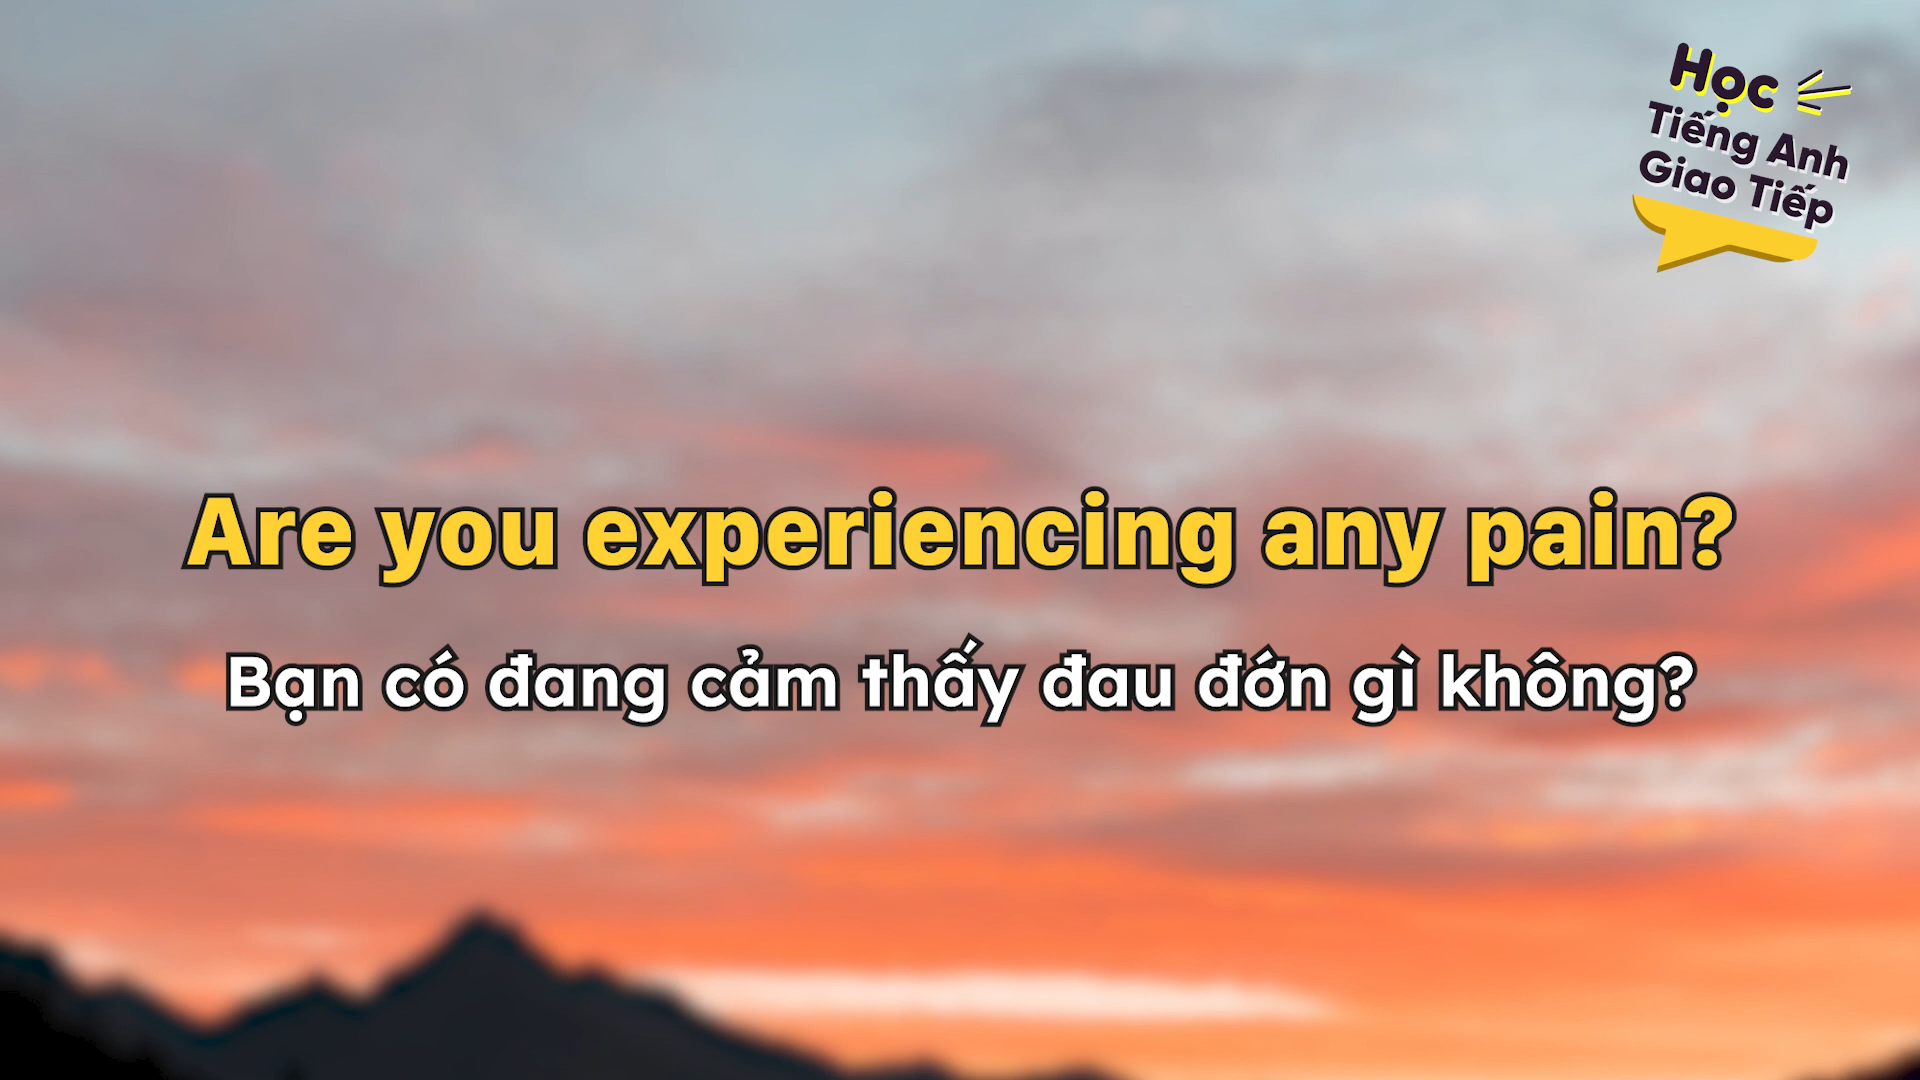 Học
Tiếng Anh
Giao Tiếp
Are you experiencing any pain?
Bạn có đang cảm thấy đau đớn gì không?